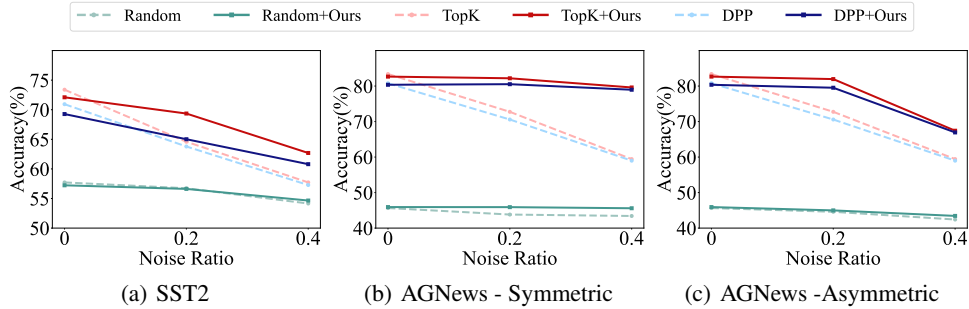 Random Random+Ours TopK TopK+Ours DPP DPP+Ours
Accuracy(%)
75
70
65
60
55
50
0 0.2 0.4
Noise Ratio
(a) SST2
Accuracy(%)
80
70
60
50
40
0 0.2 0.4
Noise Ratio
(b) AGNews - Symmetric
Accuracy(%)
80
70
60
50
40
0 0.2 0.4
Noise Ratio
(c) AGNews -Asymmetric